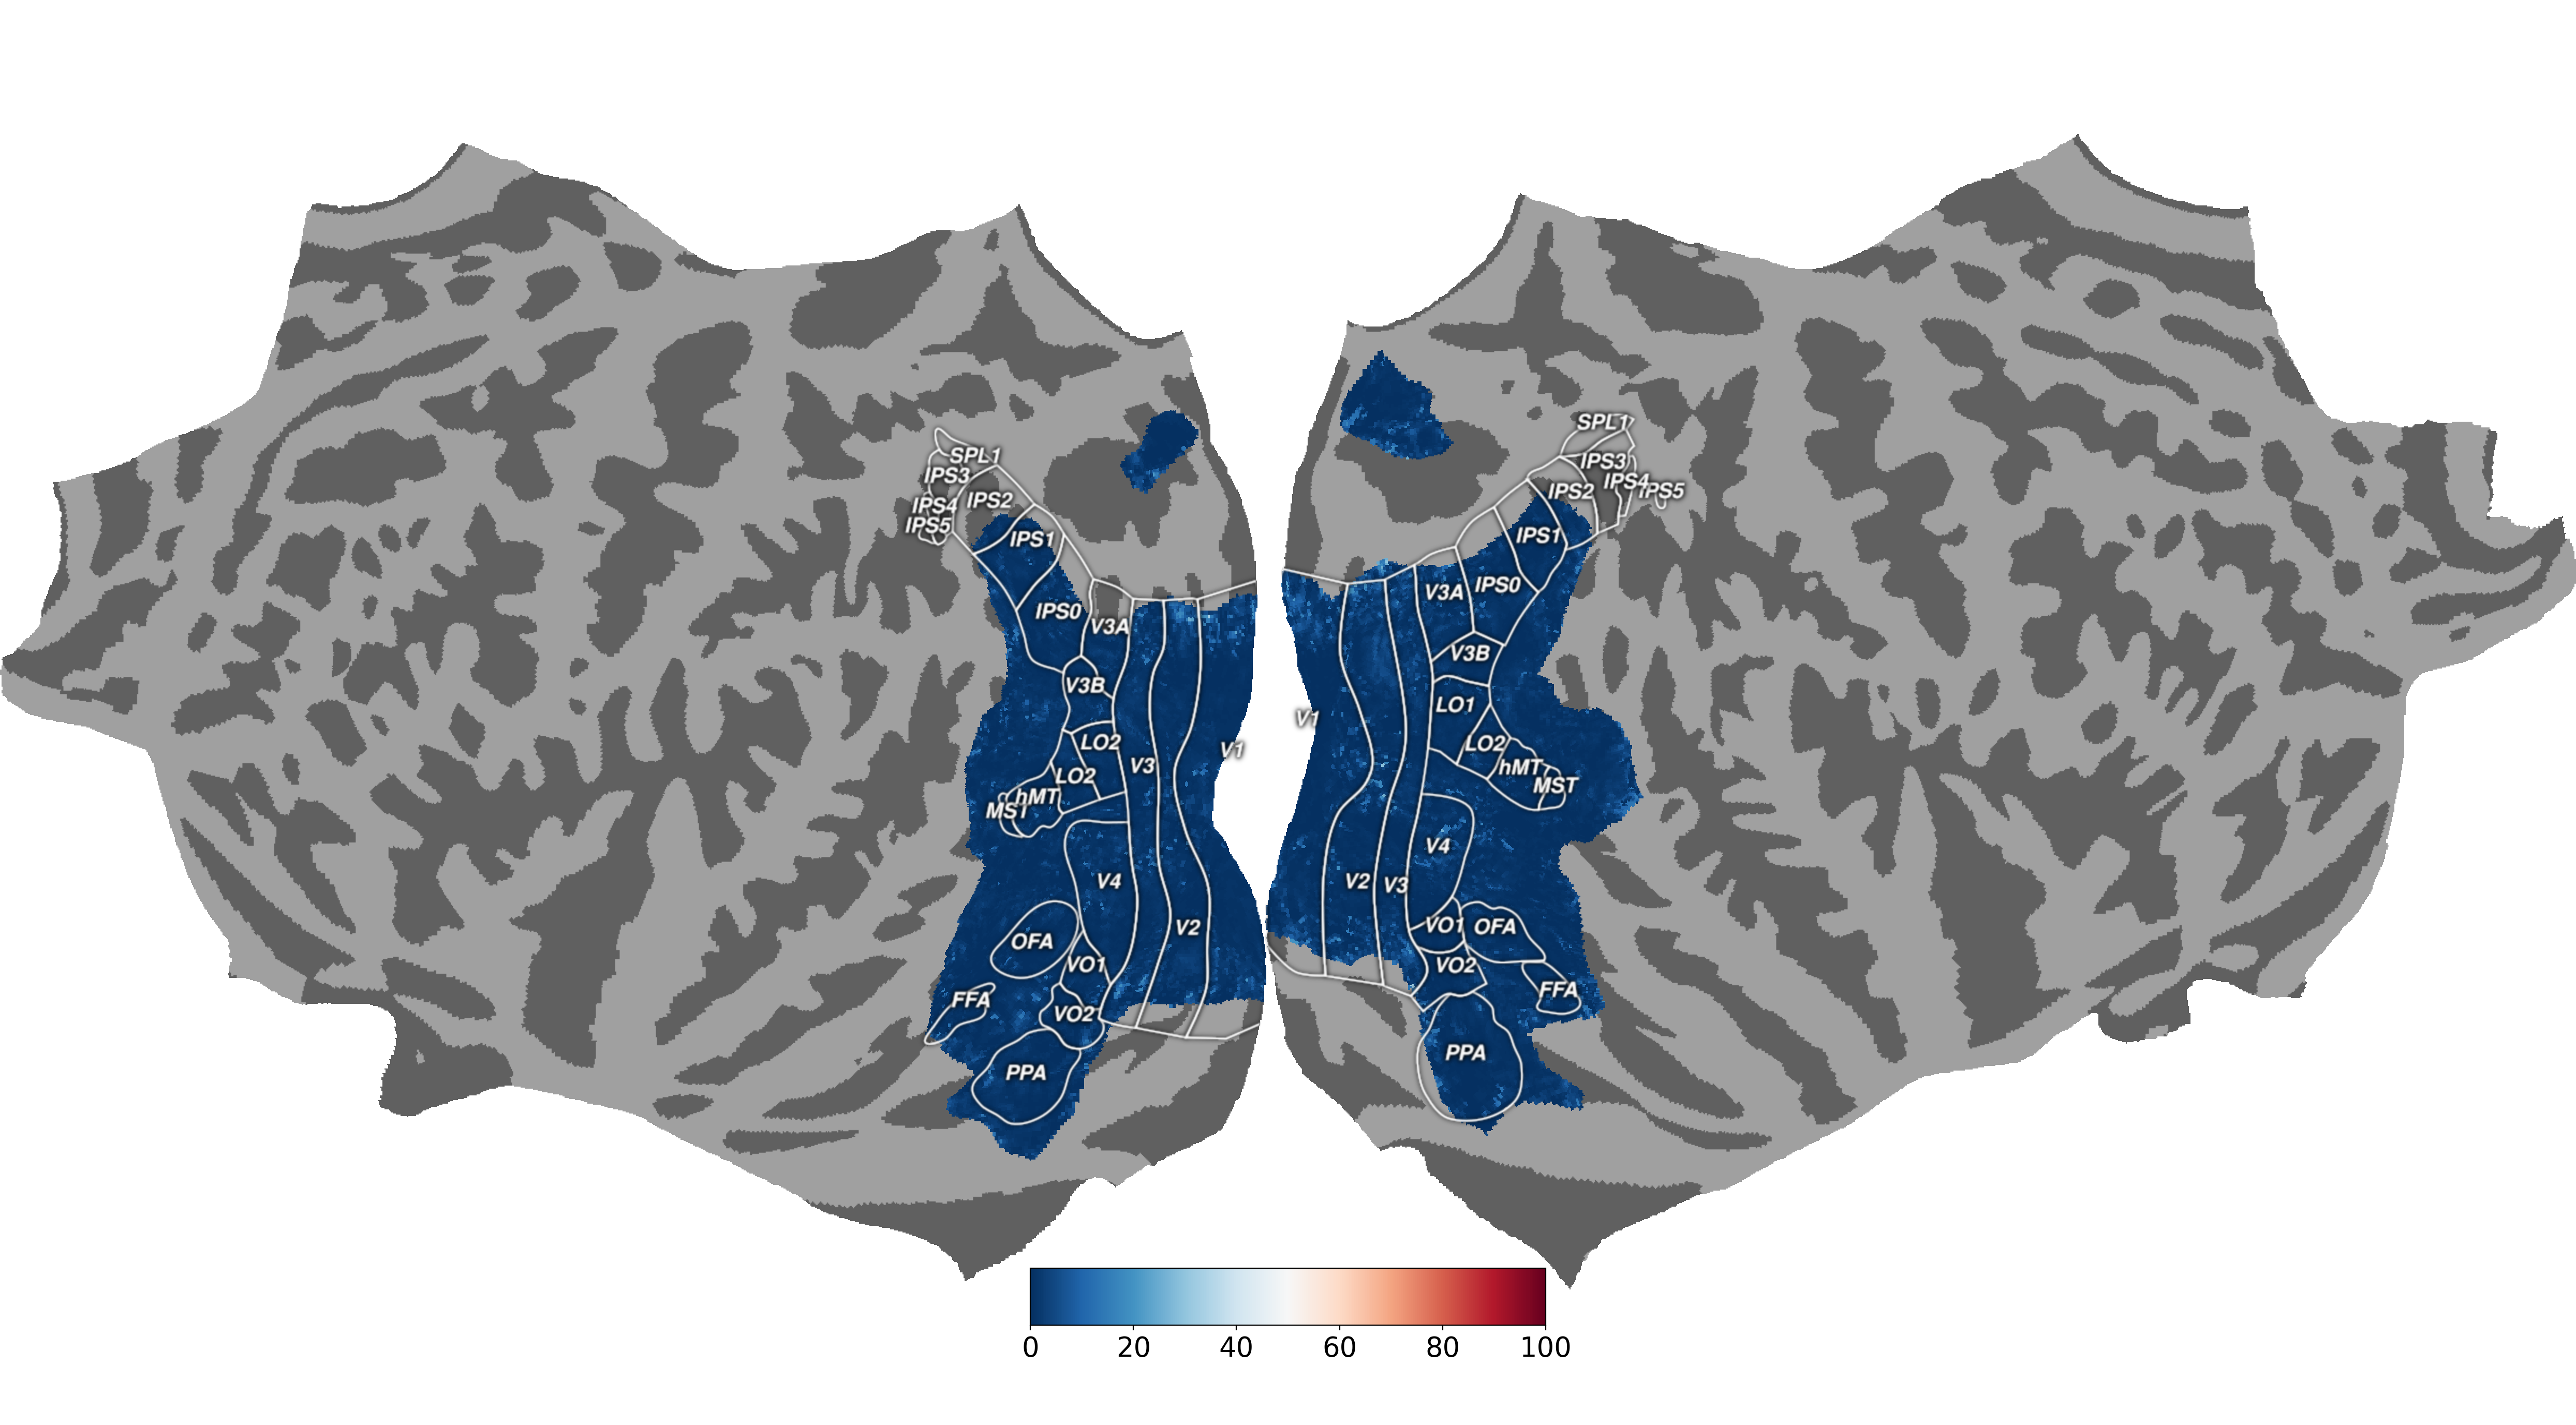 SPL1
IPS3
IPS2
IPS4
IPS5
IPS1
IPS0
V3A
V3B
LO2
V3
V1
LO2
hMT
MST
V4
V2
OFA
VO1
FFA
VO2
PPA
SPL1
IPS3
IPS4
IPS5
IPS2
IPS1
V3A
IPS0
V3B
LO1
V1
LO2
hMT
MST
V4
V2
V3
VO1
OFA
VO2
FFA
PPA
0 20 40 60 80 100